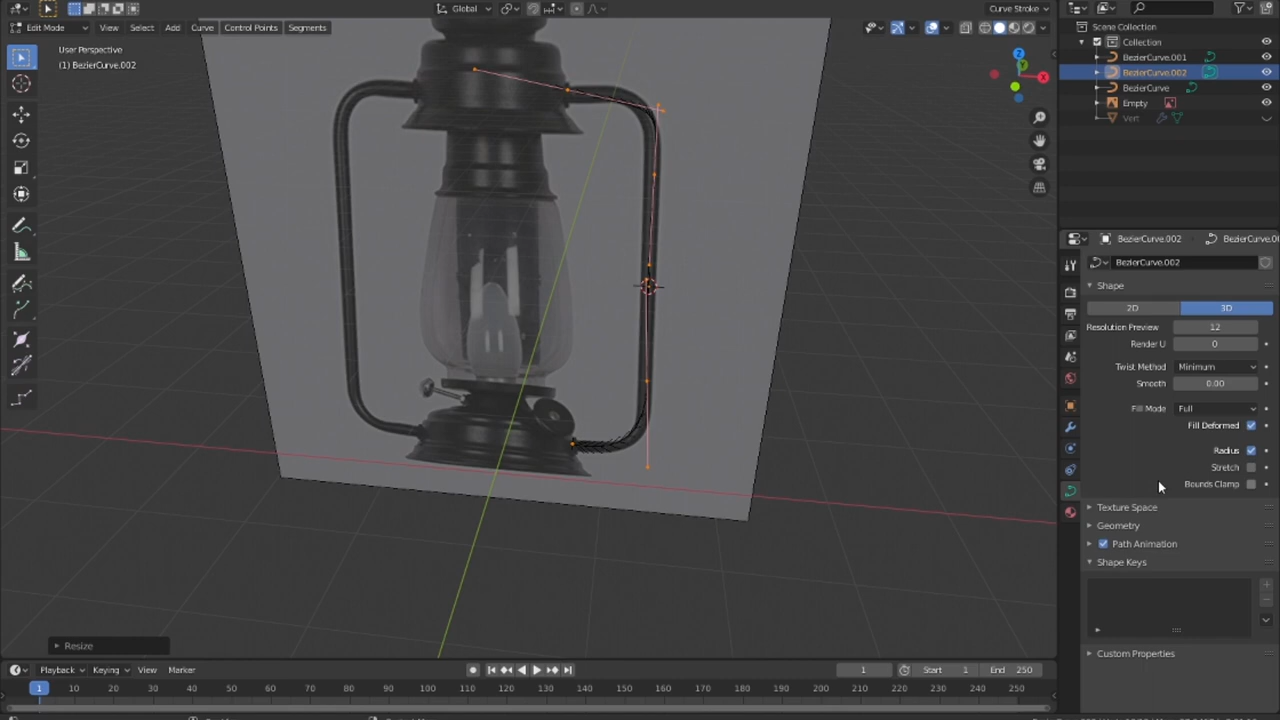 Global
Curve Stroke
Edit Mode View Select Add Curve Control Points Segments
User Perspective
(1) BezierCurve.002
Z
Y
X
Resize
Scene Collection
Collection
BezierCurve.001
BezierCurve.002
BezierCurve
Empty
Vert
BezierCurve.002 BezierCurve.00
BezierCurve.002
Shape
2D 3D
Resolution Preview 12
Render U 0
Twist Method Minimum
Smooth 0.00
Fill Mode Full
Fill Deformed
Radius
Stretch
Bounds Clamp
Texture Space
Geometry
Path Animation
Shape Keys
Custom Properties
Playback Keying View Marker 1 Start 1 End 250
1 10 20 30 40 50 60 70 80 90 100 110 120 130 140 150 160 170 180 190 200 210 220 230 240 250